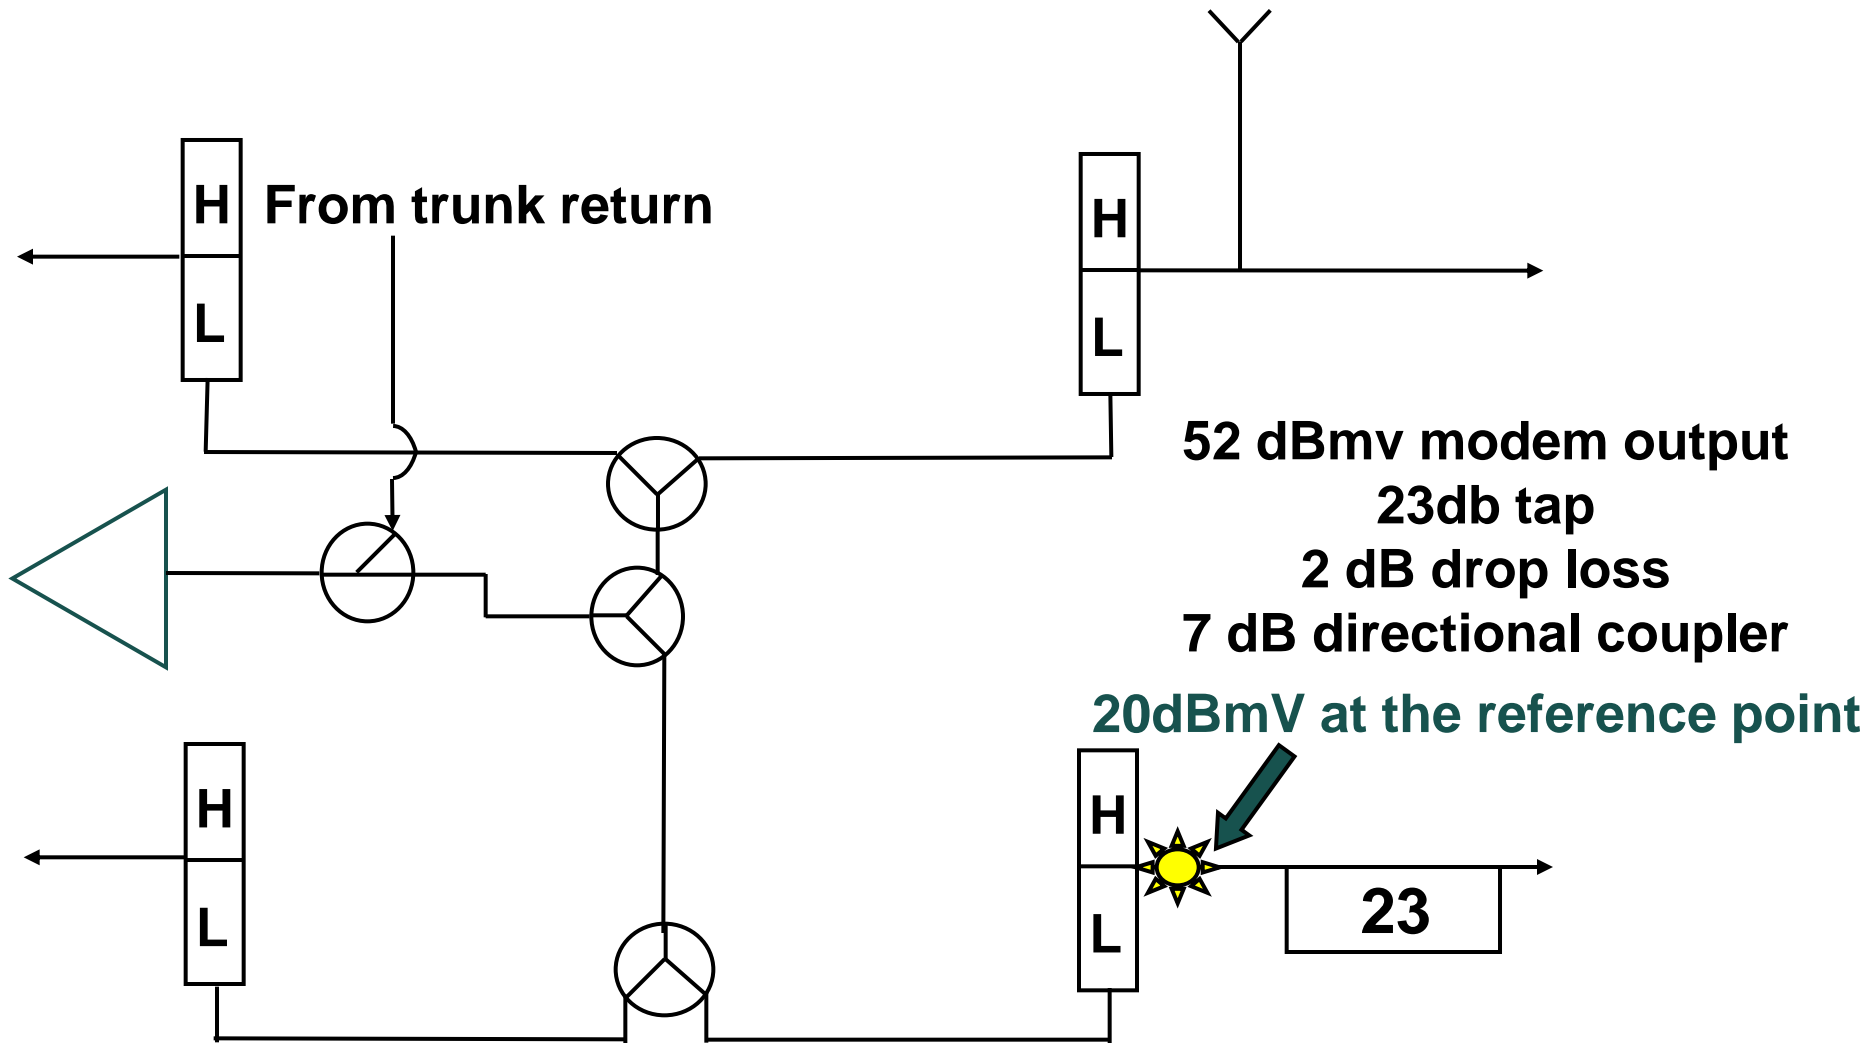 H
From trunk return
L
H
L
52 dBmv modem output
23db tap
2 dB drop loss
7 dB directional coupler
20dBmV at the reference point
H
L
H
L
23